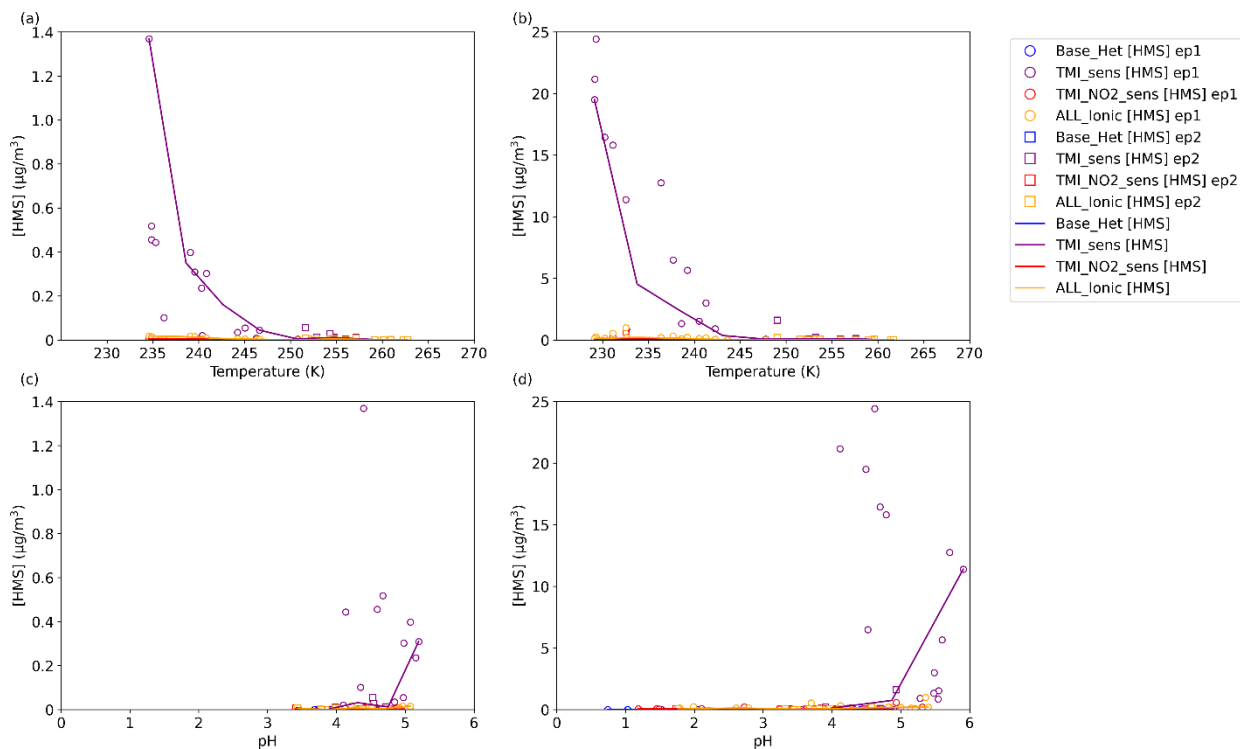 (a)
1.4
1.2
1.0
0.8
0.6
0.4
0.2
0
[HMS] (μg/m³)
230 235 240 245 250 255 260 265 270
Temperature (K)
(b)
25
20
15
10
5
0
[HMS] (μg/m³)
230 235 240 245 250 255 260 265 270
Temperature (K)
Base_Het [HMS] ep1
TMI_sens [HMS] ep1
TMI_NO2_sens [HMS] ep1
ALL_Ionic [HMS] ep1
Base_Het [HMS] ep2
TMI_sens [HMS] ep2
TMI_NO2_sens [HMS] ep2
ALL_Ionic [HMS] ep2
Base_Het [HMS]
TMI_sens [HMS]
TMI_NO2_sens [HMS]
ALL_Ionic [HMS]
(c)
1.4
1.2
1.0
0.8
0.6
0.4
0.2
0
[HMS] (μg/m³)
0 1 2 3 4 5 6
pH
(d)
25
20
15
10
5
0
[HMS] (μg/m³)
0 1 2 3 4 5 6
pH